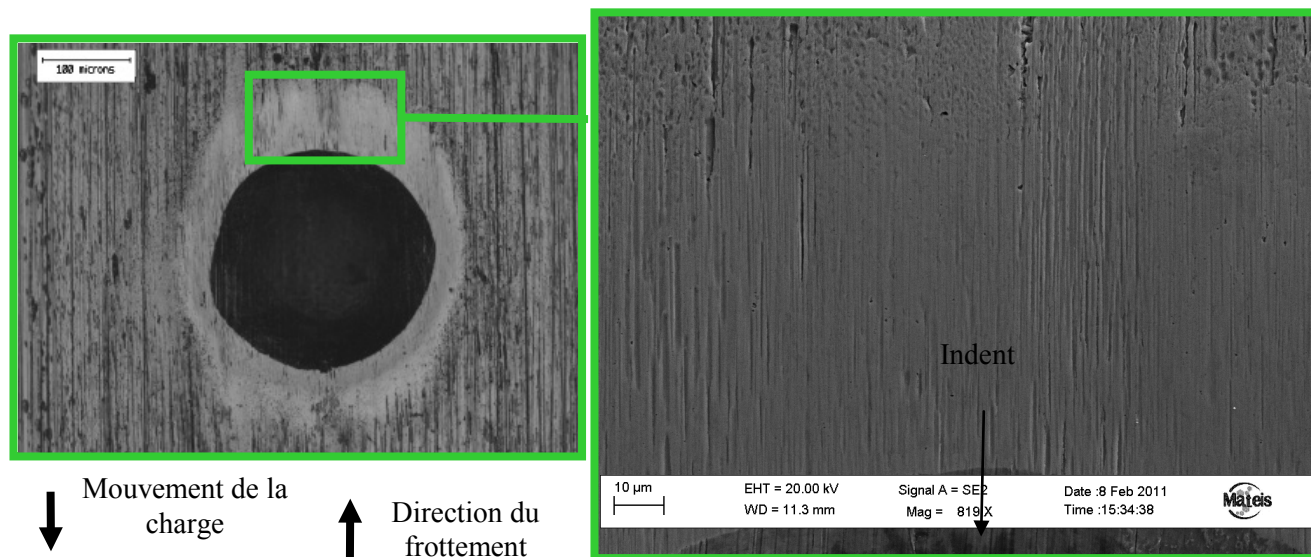 100 microns
Indent
10 µm
EHT = 20.00 kV
WD = 11.3 mm
Signal A = SE2
Mag = 819 X
Date :8 Feb 2011
Time :15:34:38
Mateis
Mouvement de la
charge
Direction du
frottement